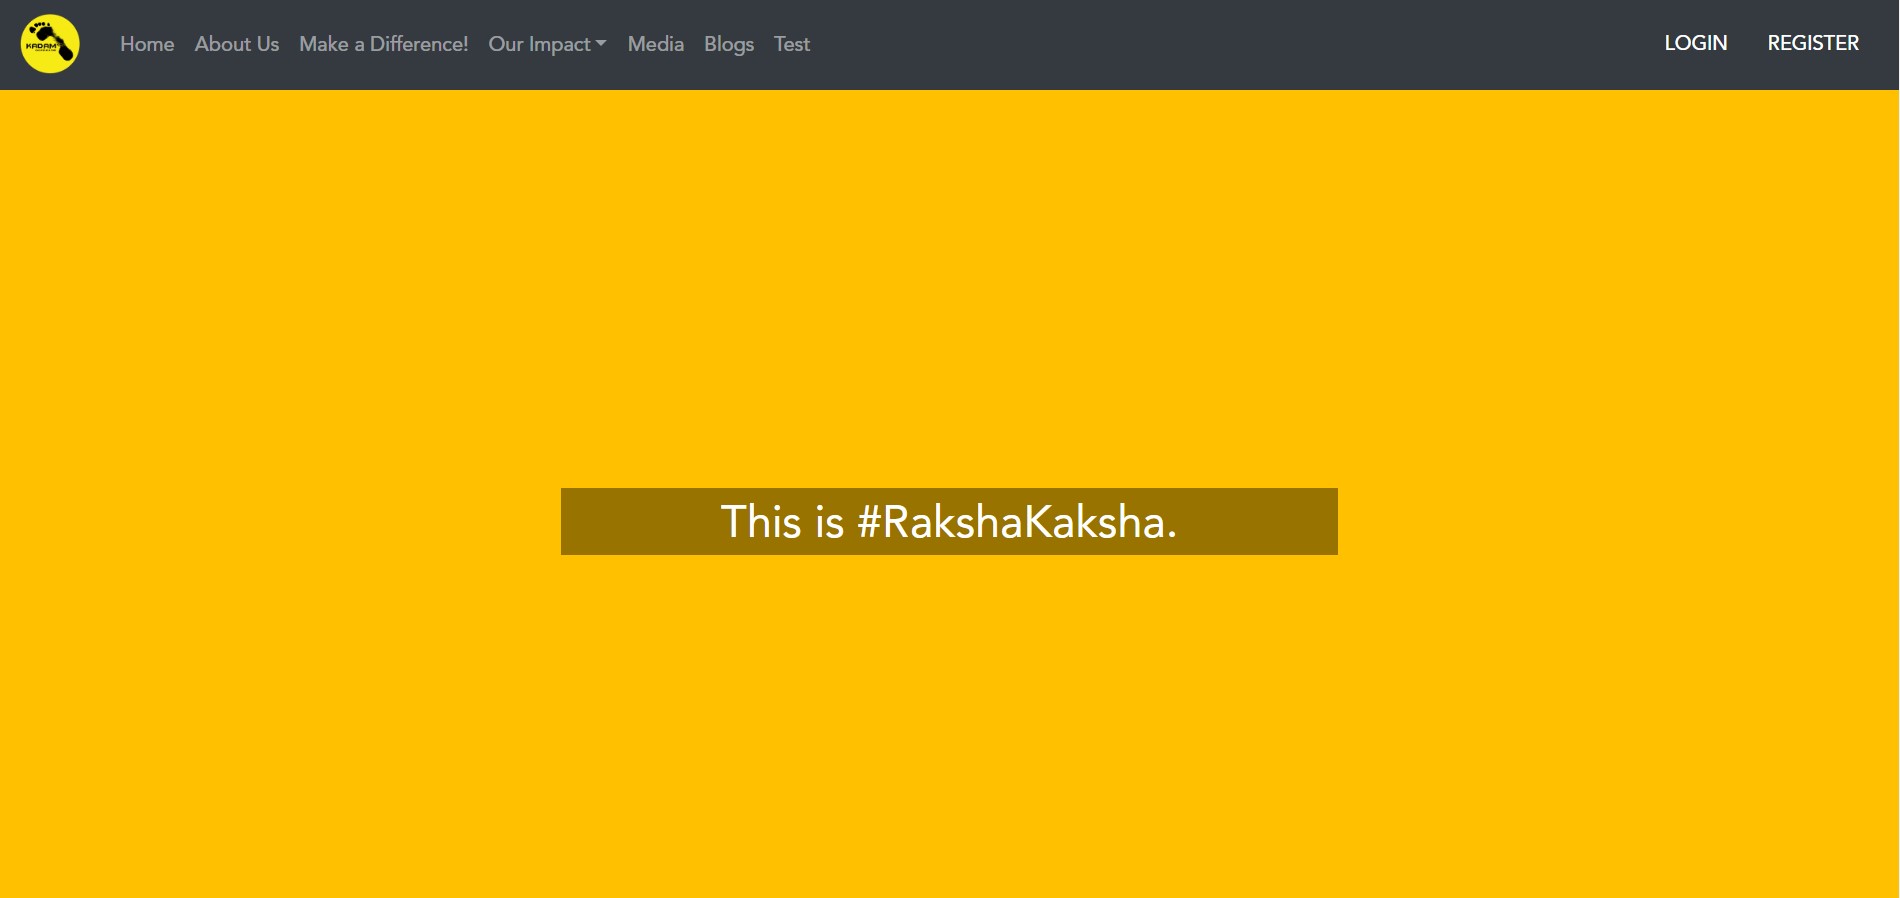 KADAM
Home About Us Make a Difference! Our Impact Media Blogs Test LOGIN REGISTER
This is #RakshaKaksha.